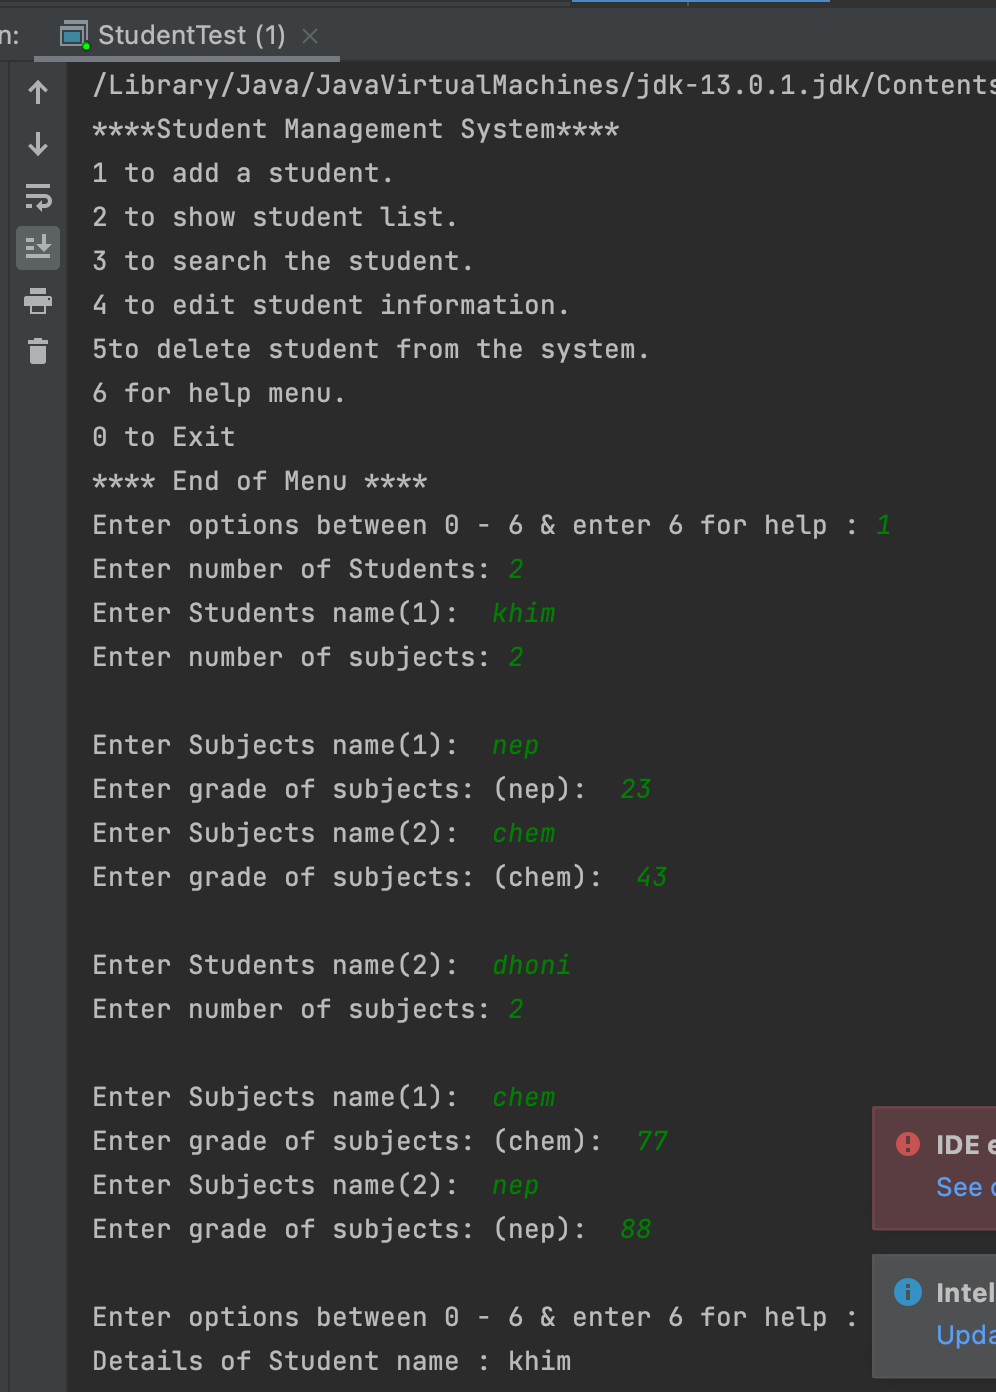 n:
StudentTest (1)
/Library/Java/JavaVirtualMachines/jdk-13.0.1.jdk/Contents
****Student Management System****
1 to add a student.
2 to show student list.
3 to search the student.
4 to edit student information.
5to delete student from the system.
6 for help menu.
0 to Exit
**** End of Menu ****
Enter options between 0 - 6 & enter 6 for help : 1
Enter number of Students: 2
Enter Students name(1):  khim
Enter number of subjects: 2
Enter Subjects name(1):  nep
Enter grade of subjects: (nep):  23
Enter Subjects name(2):  chem
Enter grade of subjects: (chem):  43
Enter Students name(2):  dhoni
Enter number of subjects: 2
Enter Subjects name(1):  chem
Enter grade of subjects: (chem):  77
Enter Subjects name(2):  nep
Enter grade of subjects: (nep):  88
Enter options between 0 - 6 & enter 6 for help :
Details of Student name : khim
IDE e
See
Intel
Upda